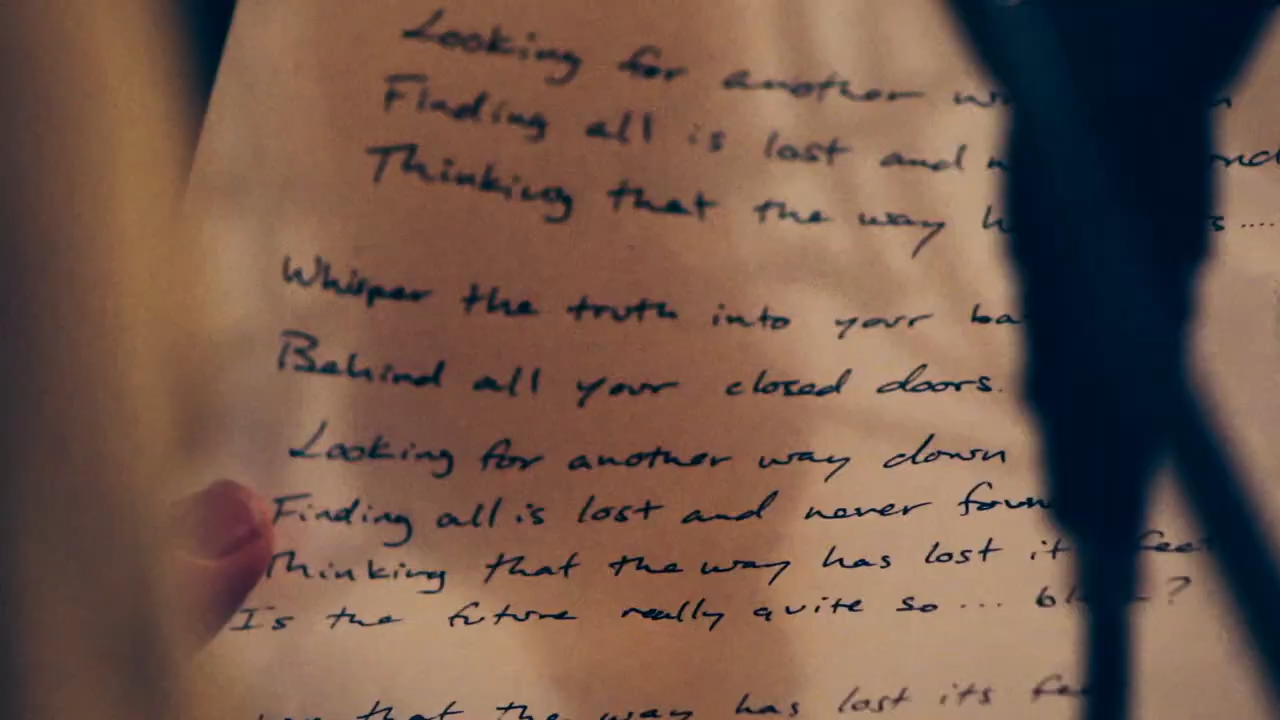 Looking for another
Finding all is lost and
Thinking that the way
Whisper the truth into your
Behind all your closed doors.
Looking for another way down
Finding all is lost and never
Thinking that the way has lost
Is the future really quite so ...
that the way has lost its